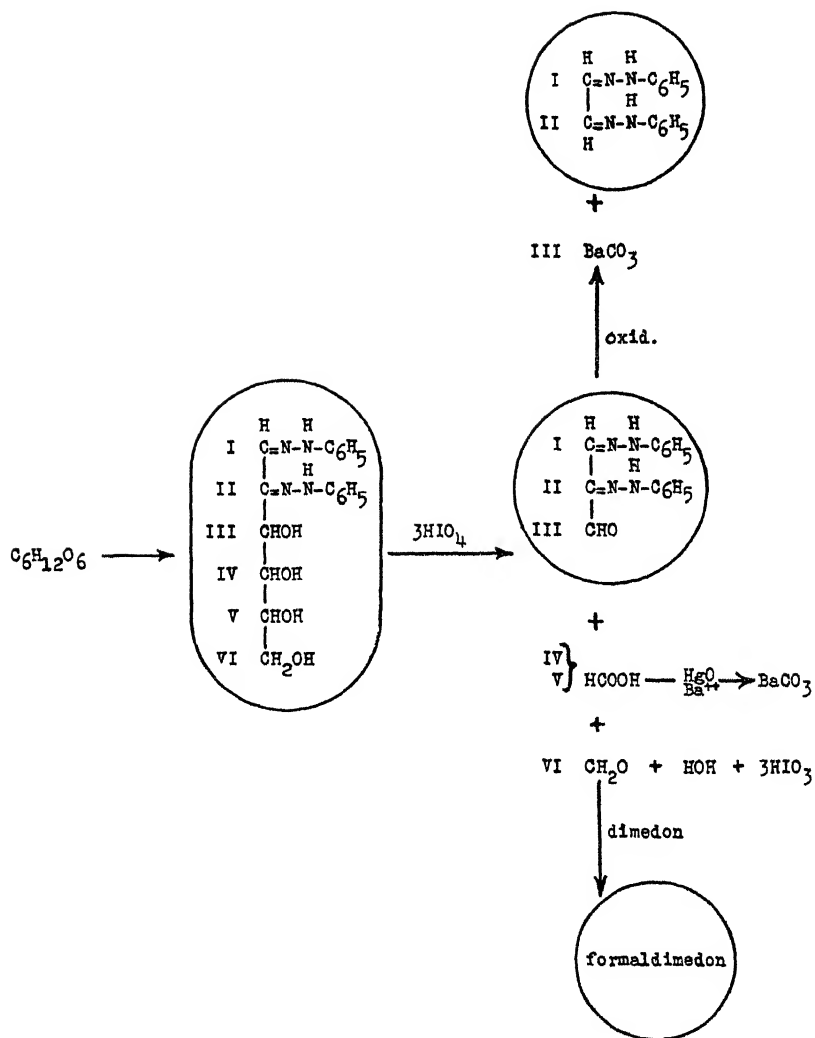 H H
I C=N-N-C6H5
H
II C=N-N-C6H5
H
+
III BaCO3
oxid.
H H
I C=N-N-C6H5
H
II C=N-N-C6H5
III CHOH
IV CHOH
V CHOH
VI CH2OH
C6H12O6
3HIO4
H H
I C=N-N-C6H5
H
II C=N-N-C6H5
III CHO
+
IV
V } HCOOH HgO Ba++ BaCO3
+
VI CH2O + HOH + 3HIO3
dimedon
formaldimedon